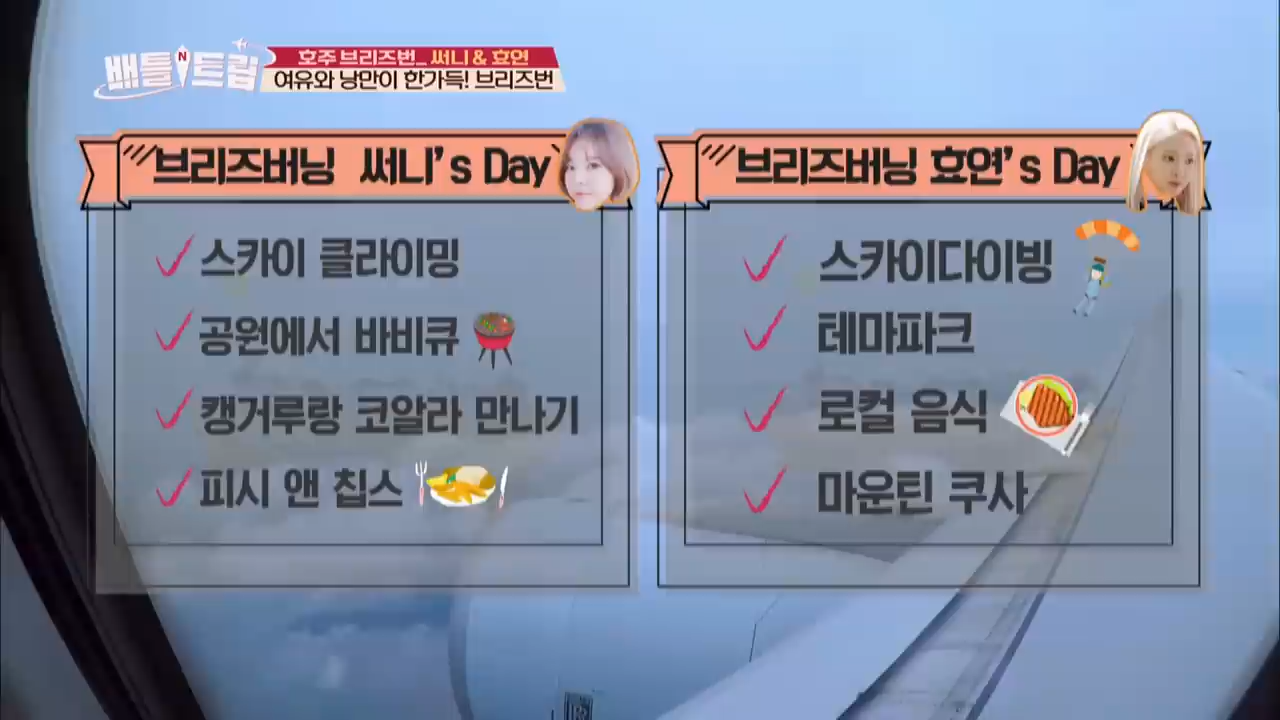 배틀N트립
호주 브리즈번_ 써니 & 효연
여유와 낭만이 한가득! 브리즈번
브리즈버닝 써니's Day
스카이 클라이밍
공원에서 바비큐
캥거루랑 코알라 만나기
피시 앤 칩스
브리즈버닝 효연's Day
스카이다이빙
테마파크
로컬 음식
마운틴 쿠사